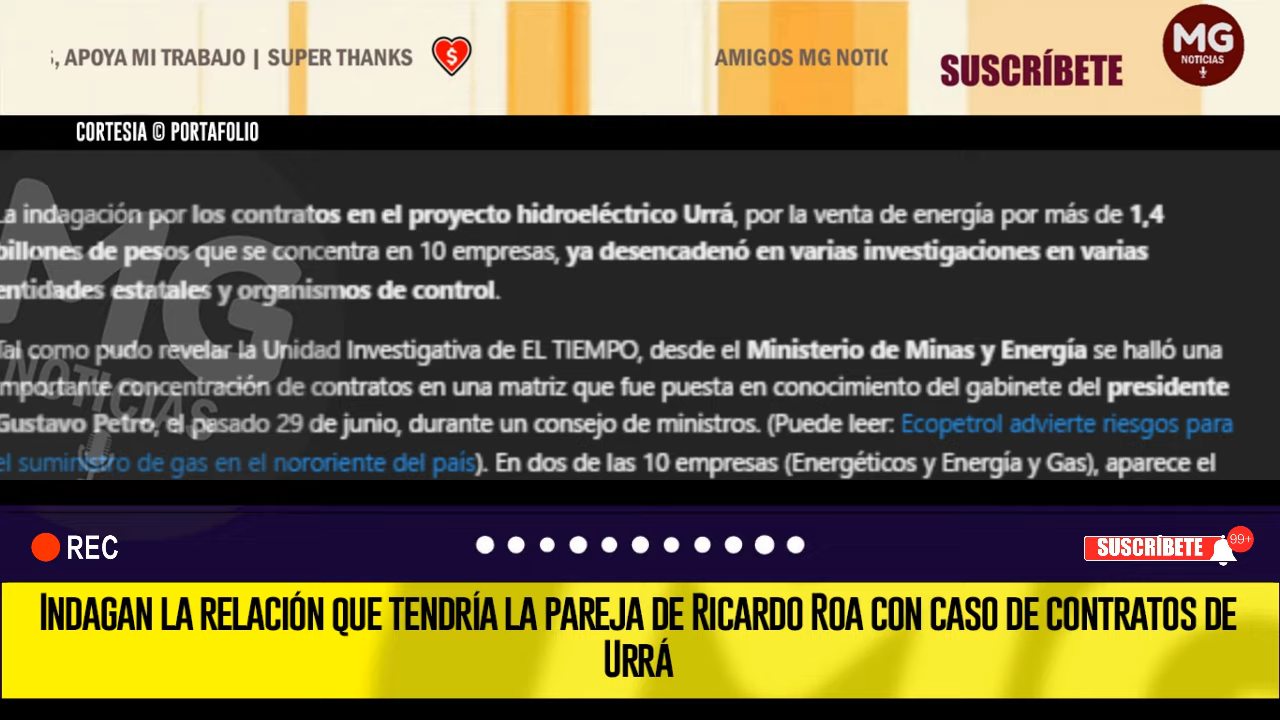 , APOYA MI TRABAJO | SUPER THANKS
$
AMIGOS MG NOTIC
SUSCRÍBETE
MG
NOTICIAS
CORTESIA © PORTAFOLIO
La indagación por los contratos en el proyecto hidroeléctrico Urrá, por la venta de energía por más de 1,4
billones de pesos que se concentra en 10 empresas, ya desencadenó en varias investigaciones en varias
entidades estatales y organismos de control.
Tal como pudo revelar la Unidad Investigativa de EL TIEMPO, desde el Ministerio de Minas y Energía se halló una
importante concentración de contratos en una matriz que fue puesta en conocimiento del gabinete del presidente
Gustavo Petro, el pasado 29 de junio, durante un consejo de ministros. (Puede leer: Ecopetrol advierte riesgos para
el suministro de gas en el nororiente del país). En dos de las 10 empresas (Energéticos y Energía y Gas), aparece el
MG
NOTICIAS
REC
SUSCRÍBETE
99+
INDAGAN LA RELACIÓN QUE TENDRÍA LA PAREJA DE RICARDO ROA CON CASO DE CONTRATOS DE
URRÁ